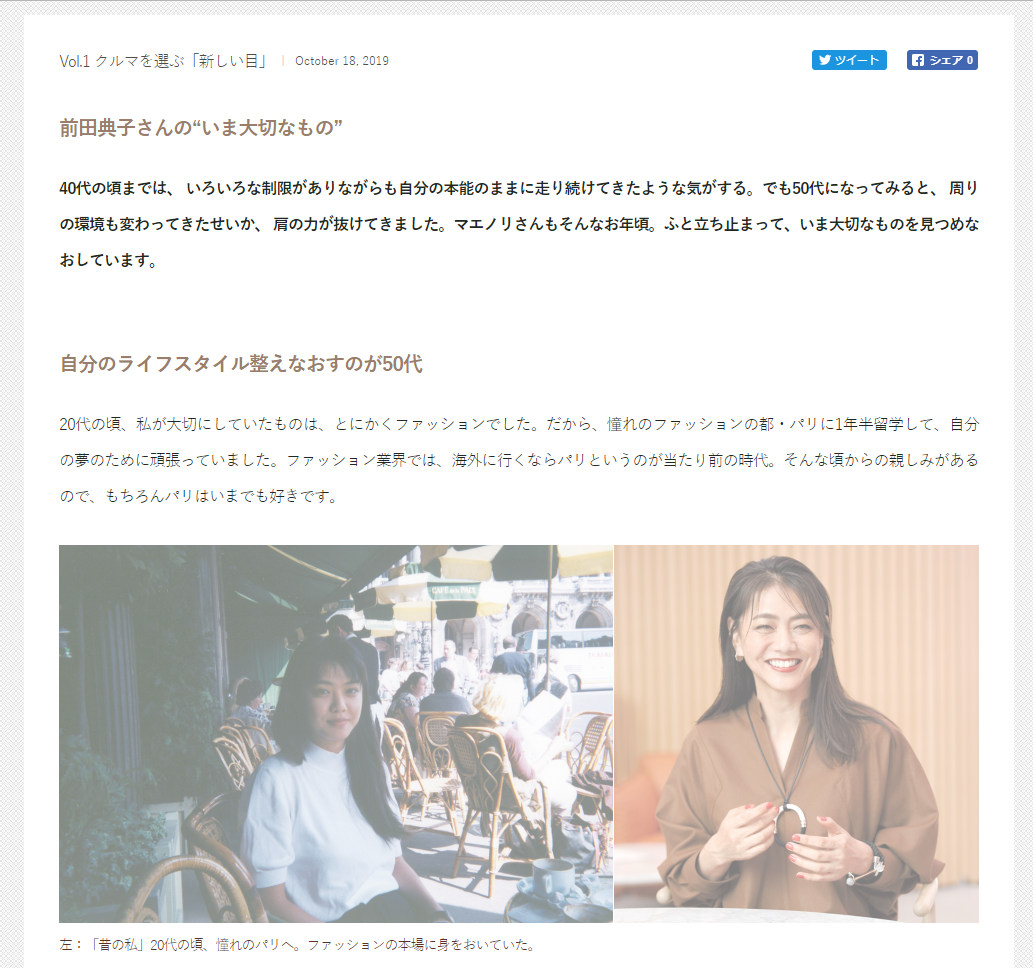 Vol.1 クルマを選ぶ「新しい目」 | October 18, 2019
ツイート
シェア 0
前田典子さんの“いま大切なもの”
40代の頃までは、 いろいろな制限がありながらも自分の本能のままに走り続けてきたような気がする。でも50代になってみると、 周り
の環境も変わってきたせいか、 肩の力が抜けてきました。マエノリさんもそんなお年頃。ふと立ち止まって、いま大切なものを見つめな
おしています。
自分のライフスタイル整えなおすのが50代
20代の頃、私が大切にしていたものは、とにかくファッションでした。だから、憧れのファッションの都・パリに1年半留学して、自分
の夢のために頑張っていました。ファッション業界では、海外に行くならパリというのが当たり前の時代。そんな頃からの親しみがある
ので、もちろんパリはいまでも好きです。
CAFE DE LA PAIX
左：「昔の私」20代の頃、憧れのパリへ。ファッションの本場に身をおいていた。